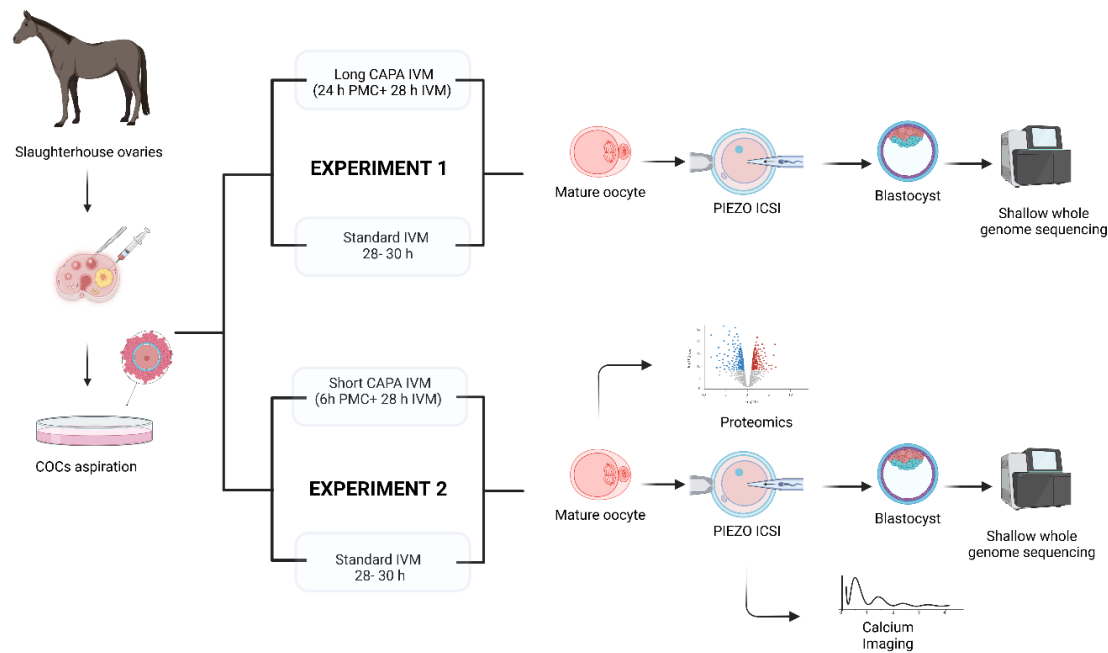 Slaughterhouse ovaries
COCs aspiration
Long CAPA IVM
(24 h PMC+ 28 h IVM)
EXPERIMENT 1
Standard IVM
28- 30 h
Mature oocyte
PIEZO ICSI
Blastocyst
Shallow whole
genome sequencing
Short CAPA IVM
(6h PMC+ 28 h IVM)
EXPERIMENT 2
Standard IVM
28- 30 h
Proteomics
Mature oocyte
PIEZO ICSI
Blastocyst
Shallow whole
genome sequencing
Calcium
Imaging